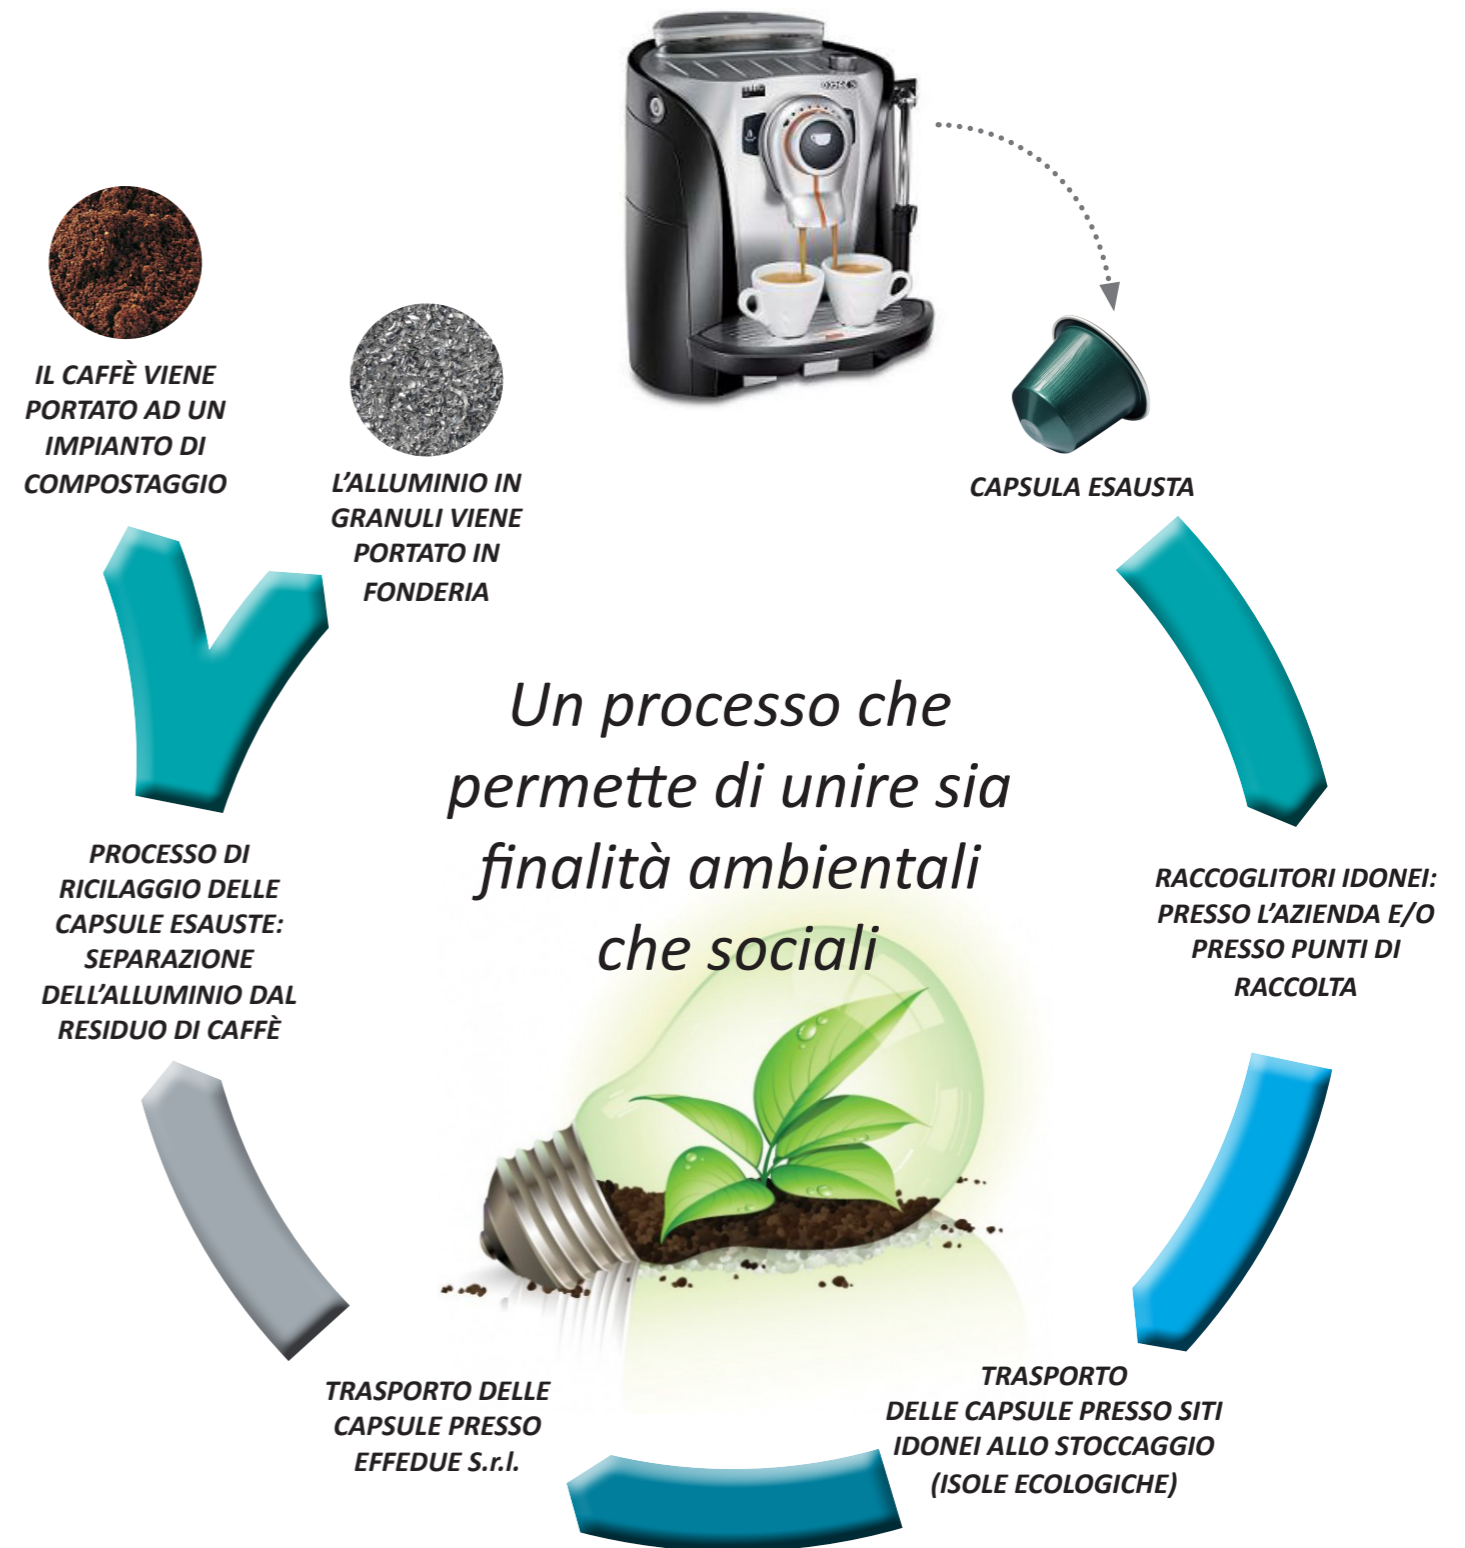 IL CAFFÈ VIENE
PORTATO AD UN
IMPIANTO DI
COMPOSTAGGIO
L'ALLUMINIO IN
GRANULI VIENE
PORTATO IN
FONDERIA
CAPSULA ESAUSTA
Un processo che
permette di unire sia
finalità ambientali
che sociali
PROCESSO DI
RICILAGGIO DELLE
CAPSULE ESAUSTE:
SEPARAZIONE
DELL'ALLUMINIO DAL
RESIDUO DI CAFFÈ
RACCOGLITORI IDONEI:
PRESSO L'AZIENDA E/O
PRESSO PUNTI DI
RACCOLTA
TRASPORTO DELLE
CAPSULE PRESSO
EFFEDUE S.r.l.
TRASPORTO
DELLE CAPSULE PRESSO SITI
IDONEI ALLO STOCCAGGIO
(ISOLE ECOLOGICHE)